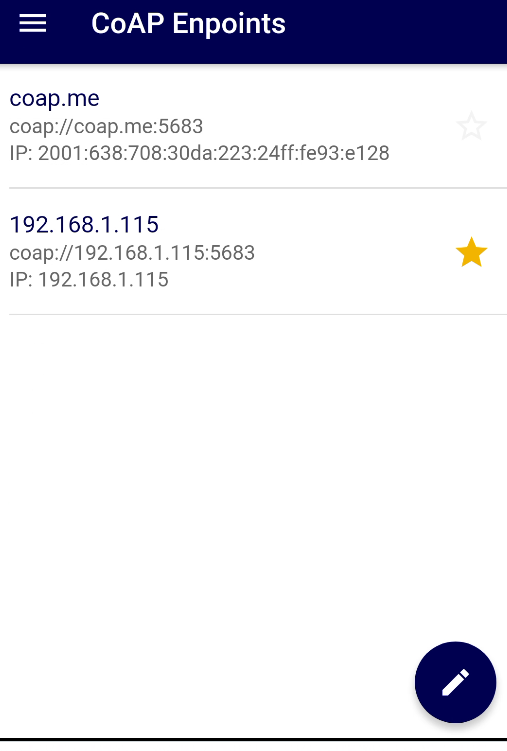 CoAP Enpoints
coap.me
coap://coap.me:5683
IP: 2001:638:708:30da:223:24ff:fe93:e128
192.168.1.115
coap://192.168.1.115:5683
IP: 192.168.1.115